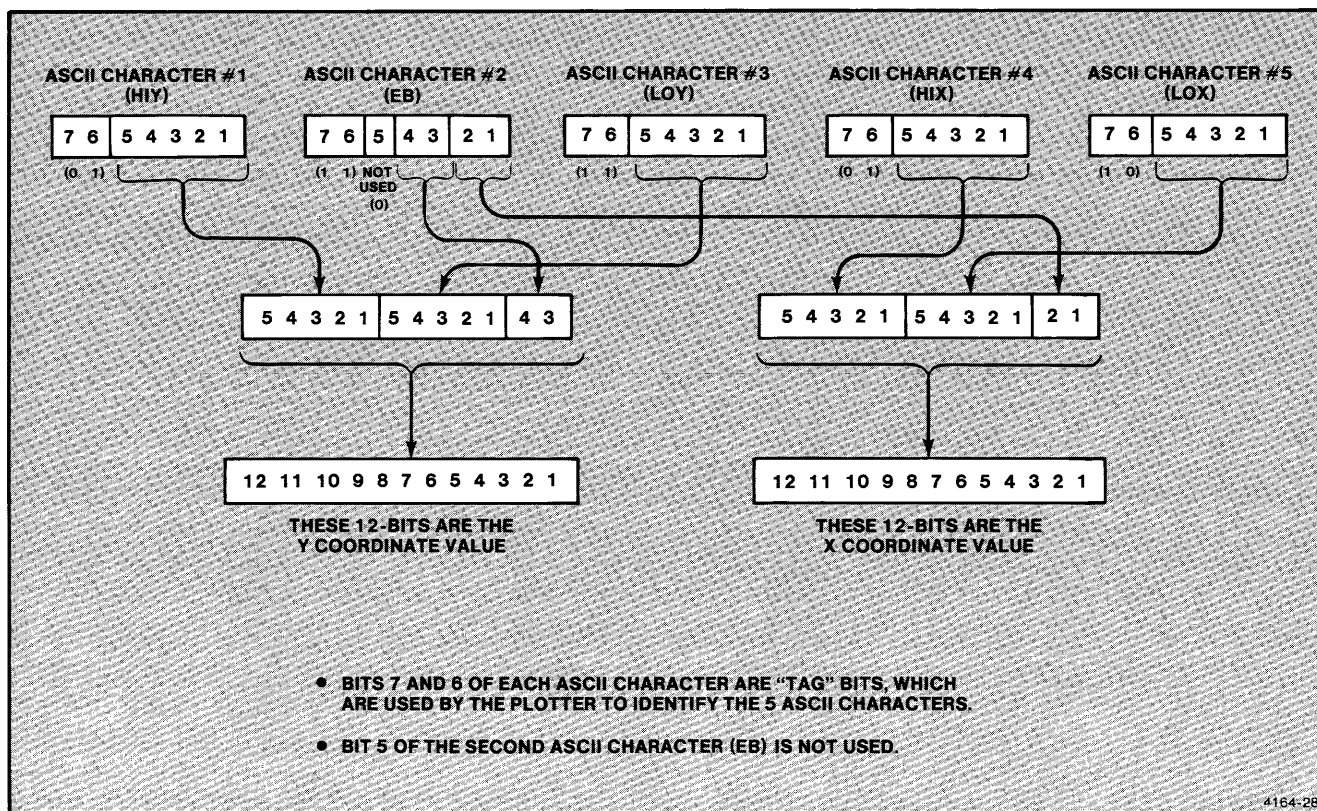 ASCII CHARACTER #1
(HIY)
ASCII CHARACTER #2
(EB)
ASCII CHARACTER #3
(LOY)
ASCII CHARACTER #4
(HIX)
ASCII CHARACTER #5
(LOX)
7 6 5 4 3 2 1
7 6 5 4 3 2 1
7 6 5 4 3 2 1
7 6 5 4 3 2 1
7 6 5 4 3 2 1
(0 1)
(1 1)
NOT
USED
(0)
(1 1)
(0 1)
(1 0)
5 4 3 2 1 5 4 3 2 1 4 3
5 4 3 2 1 5 4 3 2 1 2 1
12 11 10 9 8 7 6 5 4 3 2 1
12 11 10 9 8 7 6 5 4 3 2 1
THESE 12-BITS ARE THE
Y COORDINATE VALUE
THESE 12-BITS ARE THE
X COORDINATE VALUE
• BITS 7 AND 6 OF EACH ASCII CHARACTER ARE “TAG” BITS, WHICH
ARE USED BY THE PLOTTER TO IDENTIFY THE 5 ASCII CHARACTERS.
• BIT 5 OF THE SECOND ASCII CHARACTER (EB) IS NOT USED.
4164-28